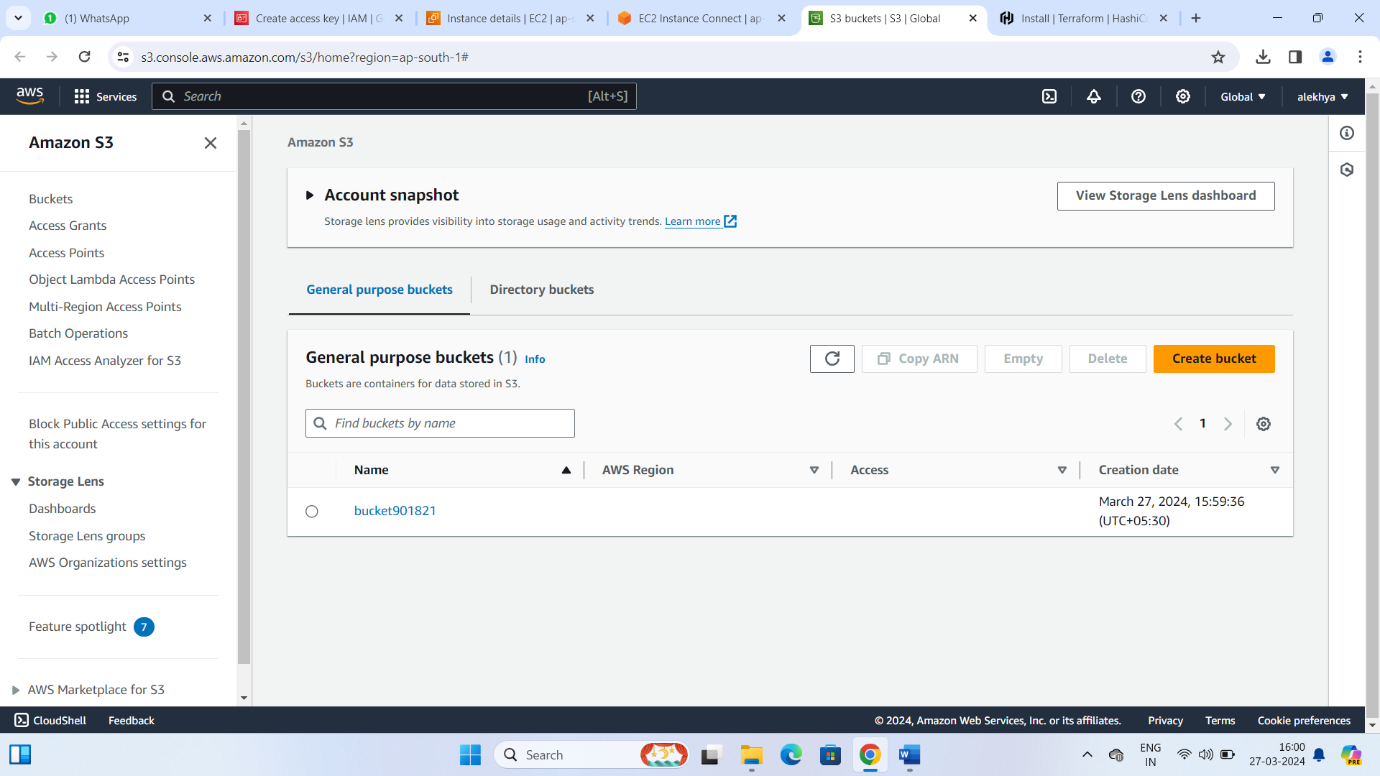 (1) WhatsApp
Create access key | IAM | G
Instance details | EC2 | ap-s
EC2 Instance Connect | ap-
S3 buckets | S3 | Global
Install | Terraform | HashiC
s3.console.aws.amazon.com/s3/home?region=ap-south-1#
aws
Services
Search
[Alt+S]
Global
alekhya
Amazon S3
Buckets
Access Grants
Access Points
Object Lambda Access Points
Multi-Region Access Points
Batch Operations
IAM Access Analyzer for S3
Block Public Access settings for
this account
Storage Lens
Dashboards
Storage Lens groups
AWS Organizations settings
Feature spotlight 7
AWS Marketplace for S3
Amazon S3
Account snapshot
View Storage Lens dashboard
Storage lens provides visibility into storage usage and activity trends. Learn more
General purpose buckets
Directory buckets
General purpose buckets (1) Info
Copy ARN
Empty
Delete
Create bucket
Buckets are containers for data stored in S3.
Find buckets by name
1
Name
AWS Region
Access
Creation date
bucket901821
March 27, 2024, 15:59:36
(UTC+05:30)
CloudShell
Feedback
© 2024, Amazon Web Services, Inc. or its affiliates.
Privacy
Terms
Cookie preferences
Search
ENG
IN
16:00
27-03-2024
PRE